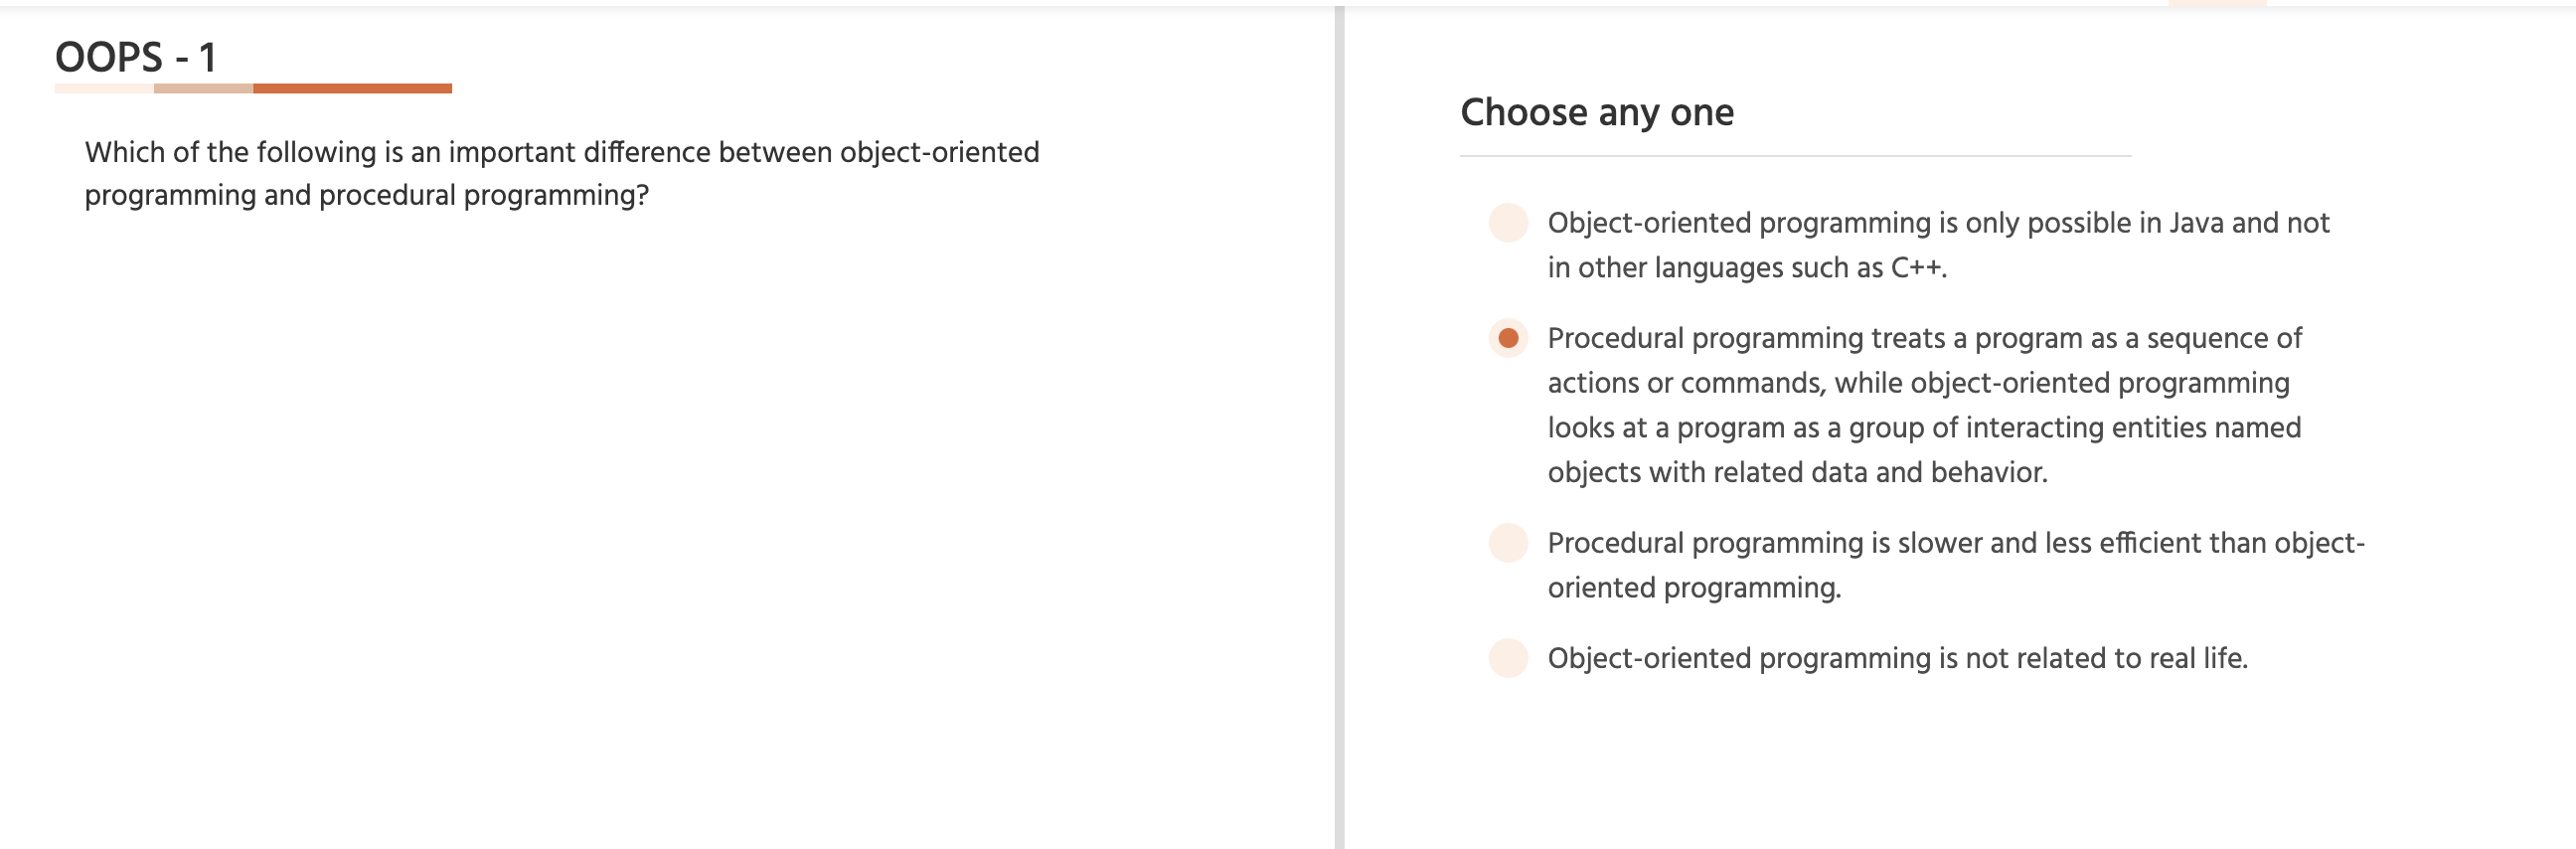 OOPS - 1
Which of the following is an important difference between object-oriented
programming and procedural programming?
Choose any one
Object-oriented programming is only possible in Java and not
in other languages such as C++.
Procedural programming treats a program as a sequence of
actions or commands, while object-oriented programming
looks at a program as a group of interacting entities named
objects with related data and behavior.
Procedural programming is slower and less efficient than object-
oriented programming.
Object-oriented programming is not related to real life.